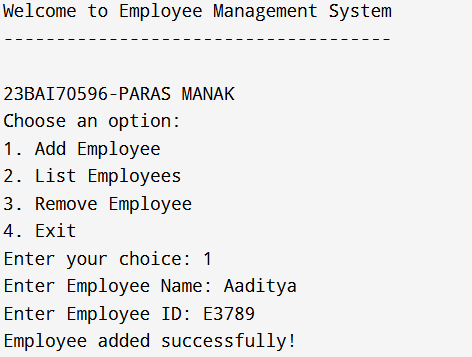 Welcome to Employee Management System
---------------------------------------
23BAI70596-PARAS MANAK
Choose an option:
1. Add Employee
2. List Employees
3. Remove Employee
4. Exit
Enter your choice: 1
Enter Employee Name: Aaditya
Enter Employee ID: E3789
Employee added successfully!